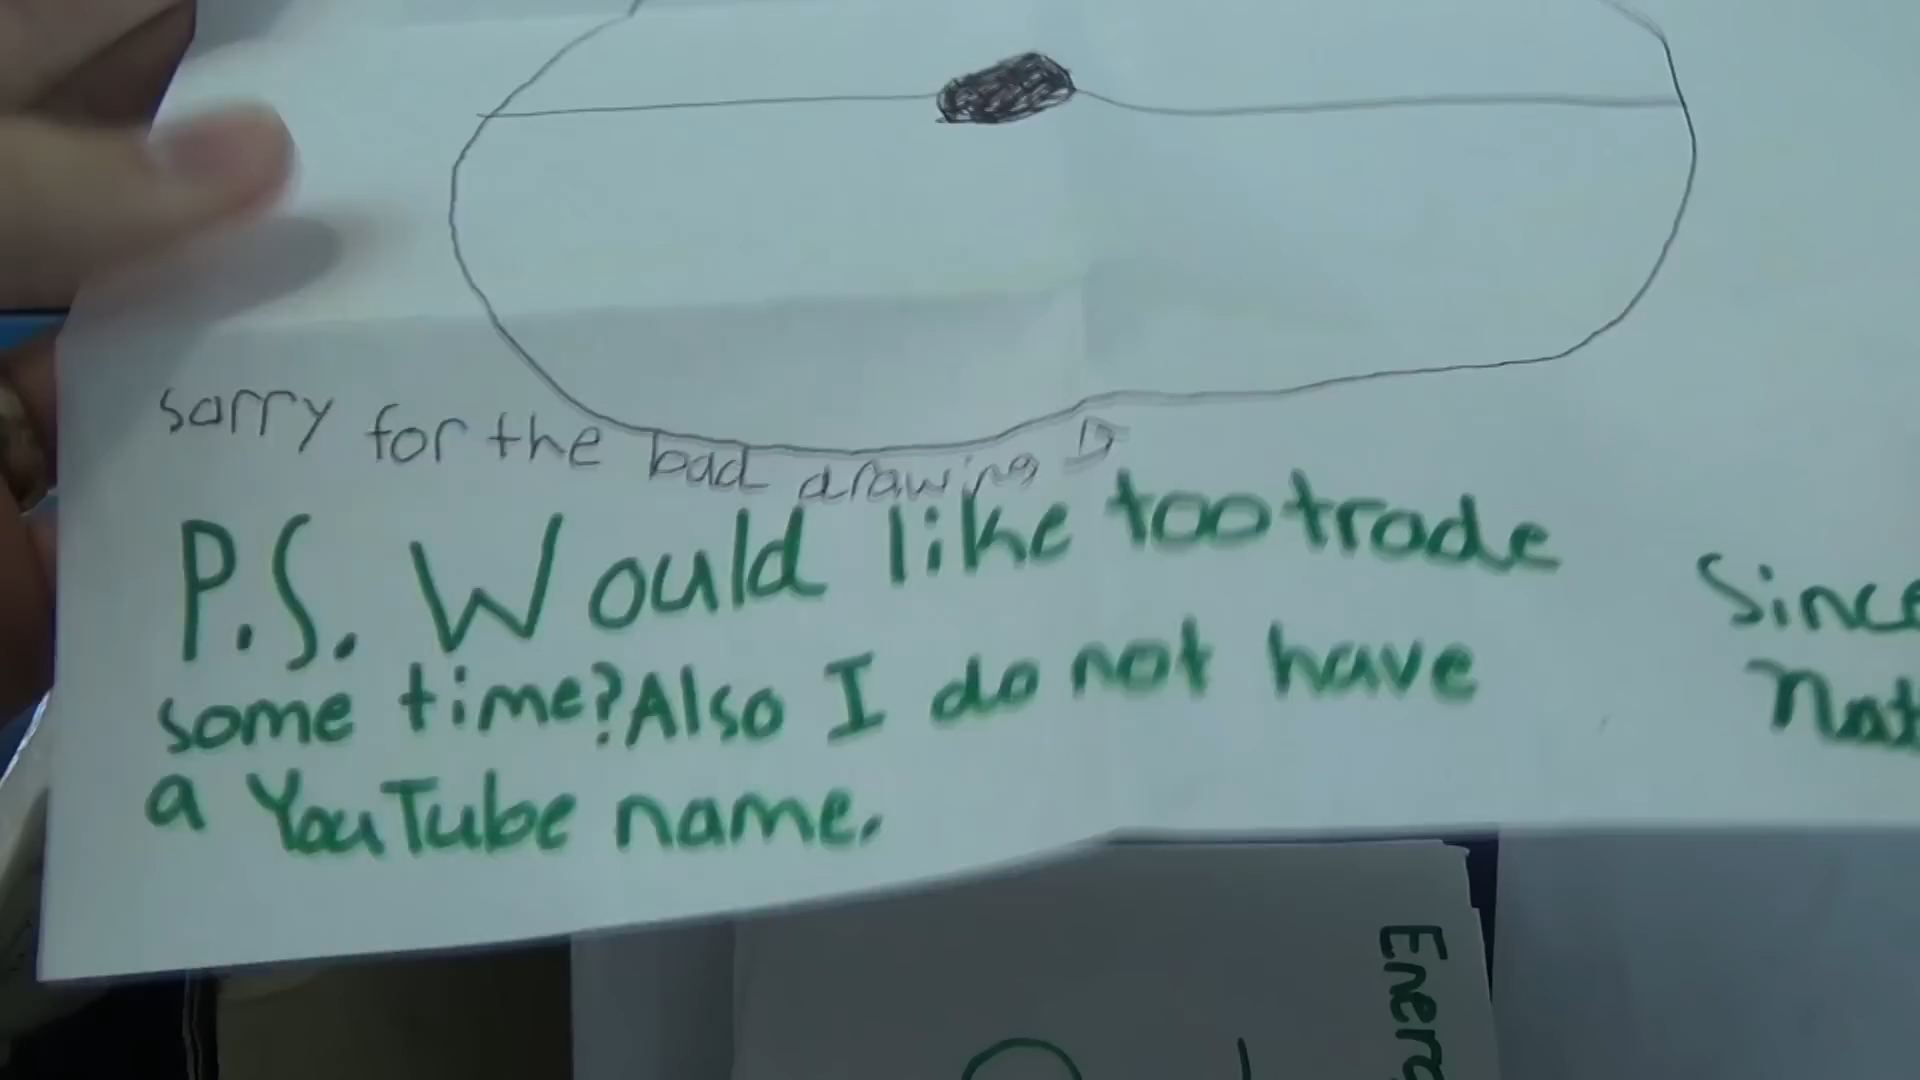 sorry for the bad drawing
P.S. Would like too trade
some time? Also I do not have
a YouTube name.
Since
Nat
Energ